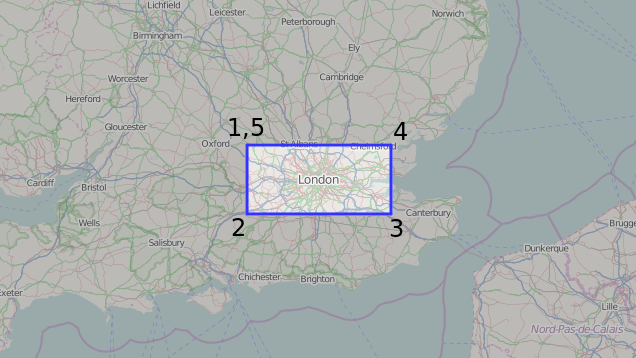 Lichfield
Leicester
Norwich
Peterborough
Birmingham
Ely
Worcester
Cambridge
Hereford
Gloucester
1,5
4
Oxford
St Albans
Chelmsford
London
Cardiff
Bristol
Canterbury
Wells
2
3
Brugge
Salisbury
Dunkerque
Chichester
Brighton
Exeter
Lille
Nord-Pas-de-Calais